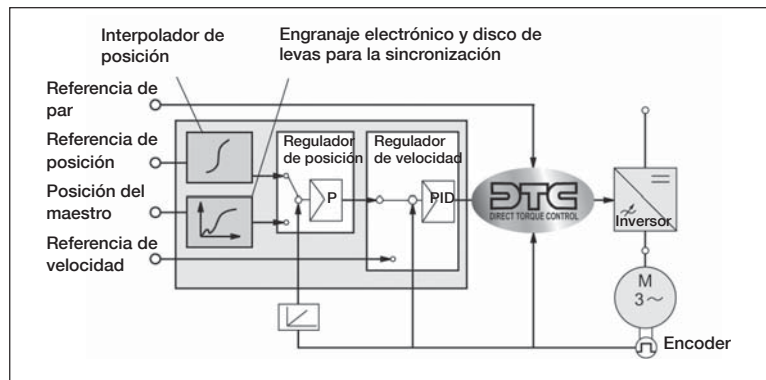 Interpolador de
posición
Engranaje electrónico y disco de
levas para la sincronización
Referencia de
par
Referencia de
posición
Posición del
maestro
Referencia de
velocidad
Regulador
de posición
Regulador
de velocidad
P
PID
DTC
DIRECT TORQUE CONTROL
Inversor
M
3~
Encoder